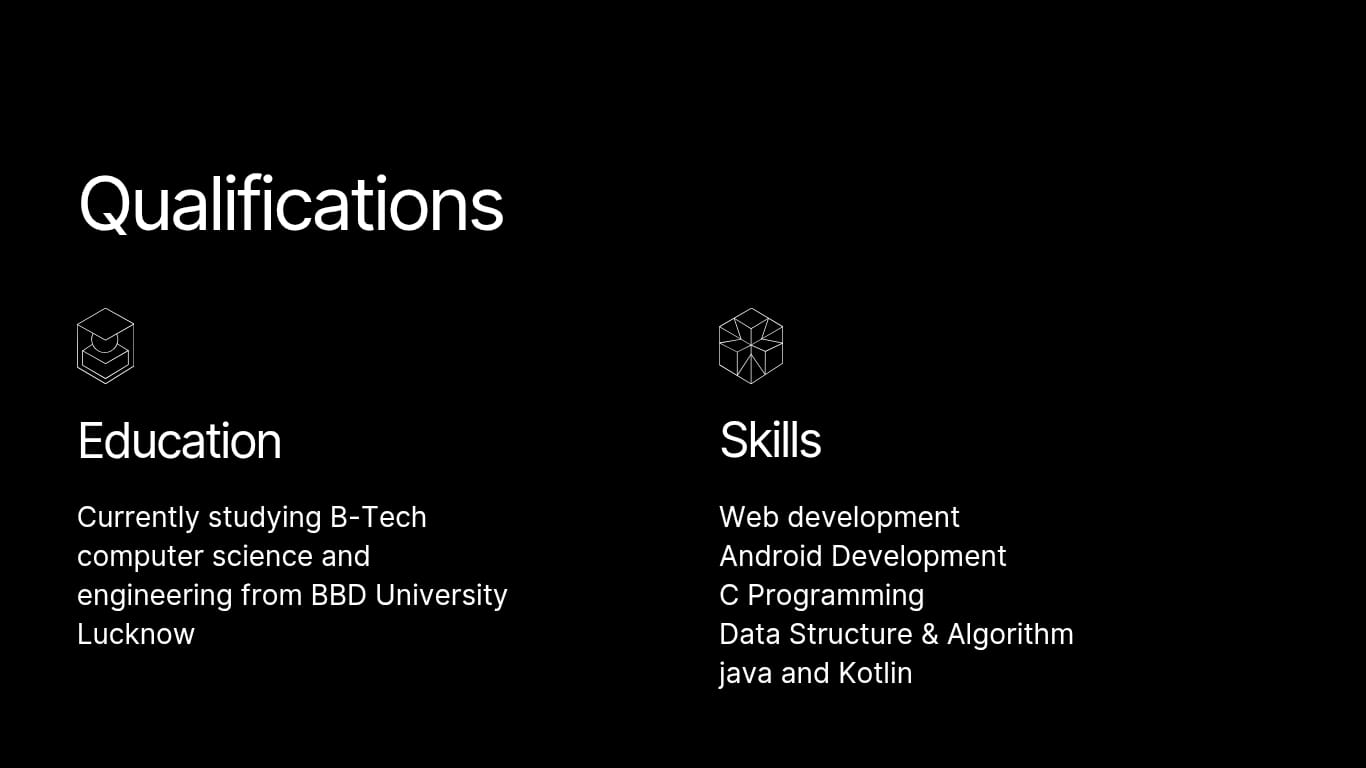 Qualifications
Education
Currently studying B-Tech
computer science and
engineering from BBD University
Lucknow
Skills
Web development
Android Development
C Programming
Data Structure & Algorithm
java and Kotlin